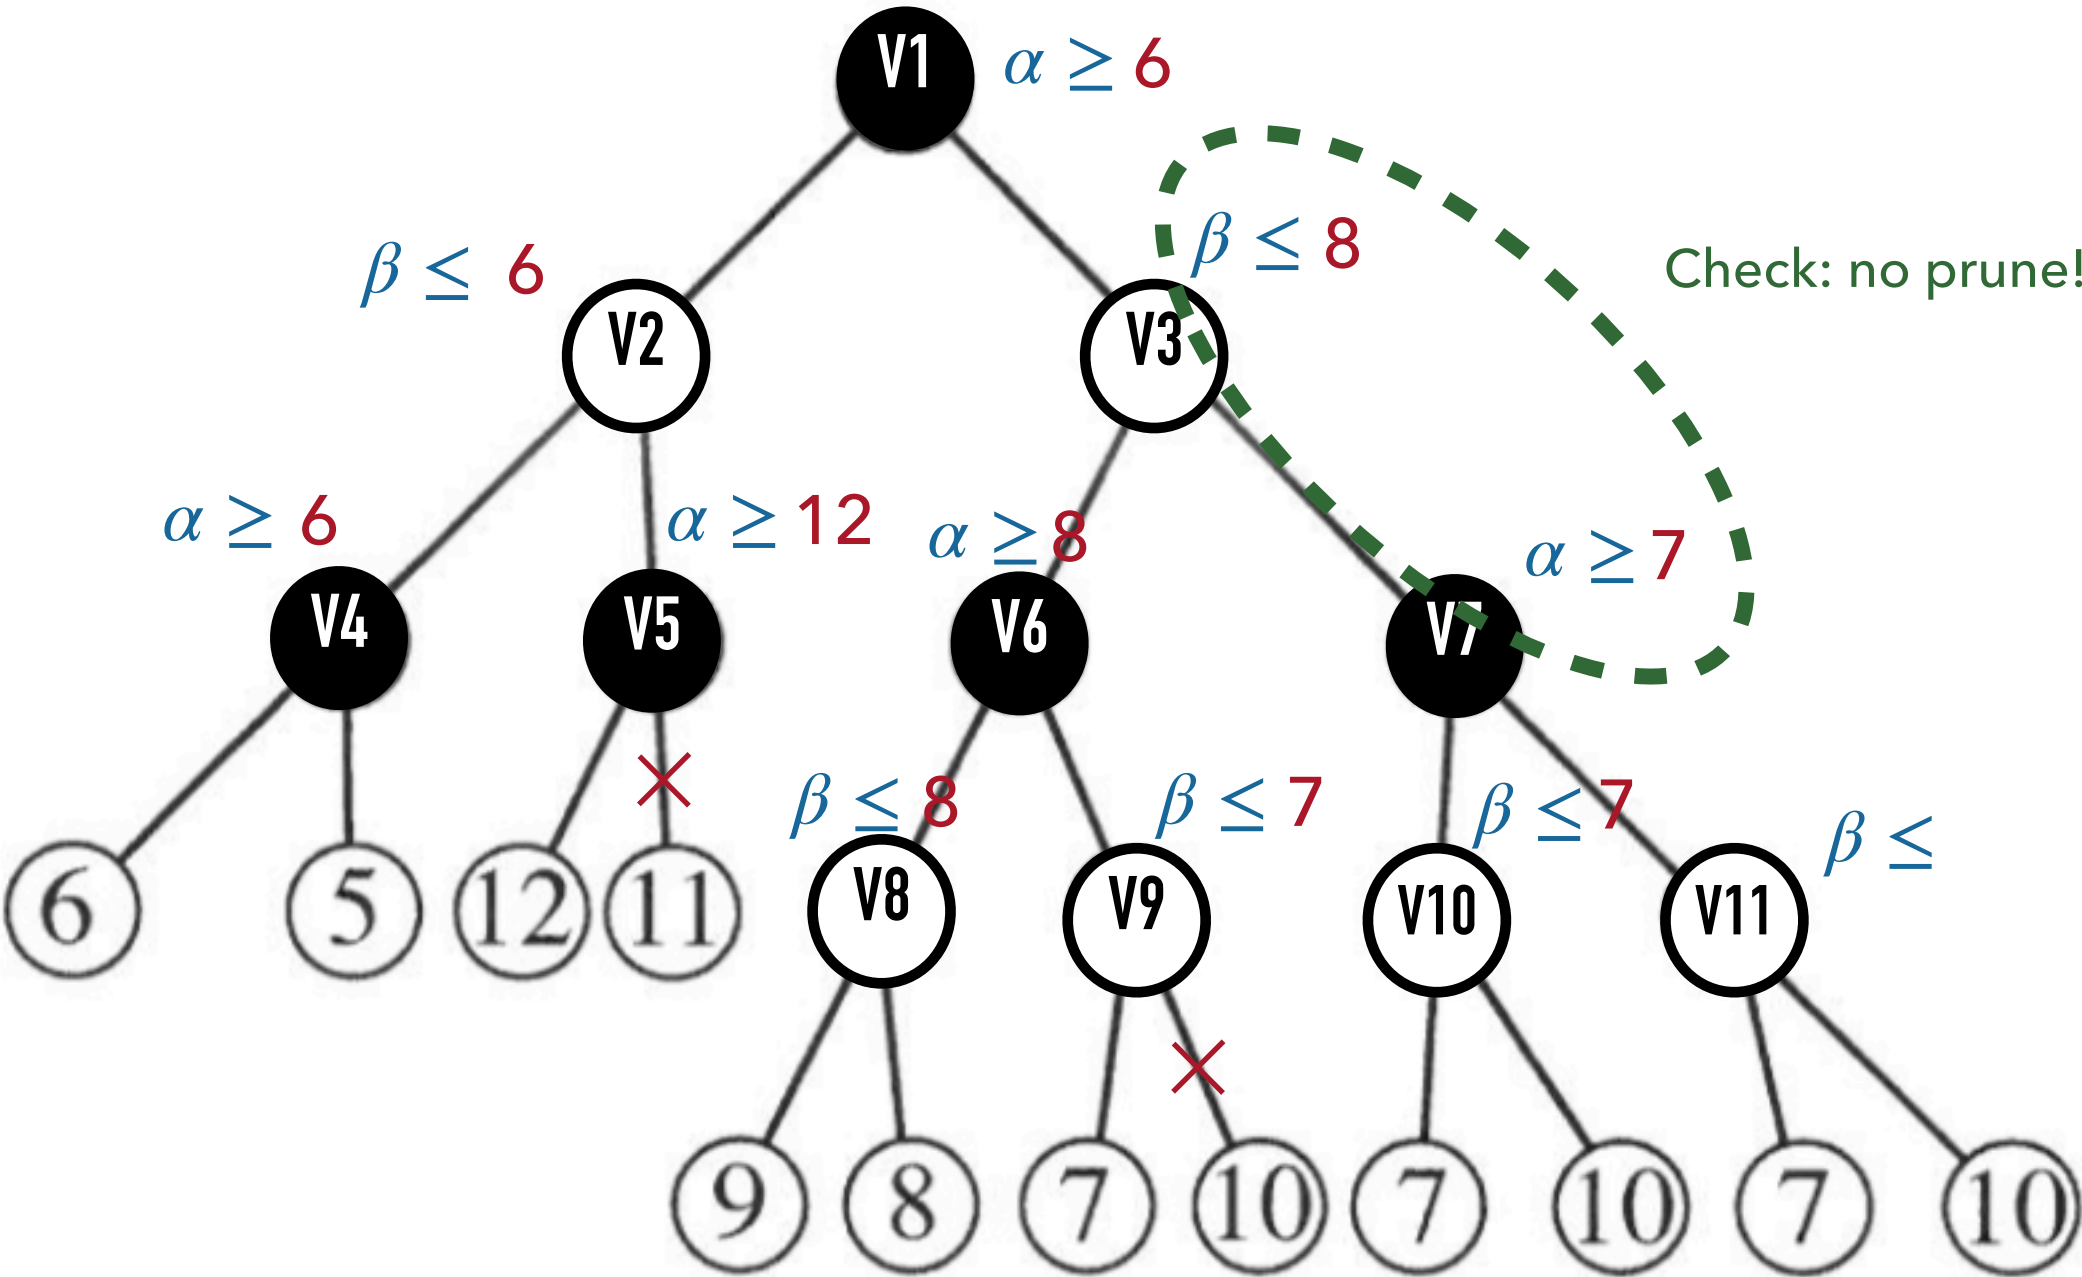 V1
α ≥ 6
β ≤ 6
β ≤ 8
Check: no prune!
V2
V3
α ≥ 6
α ≥ 12
α ≥ 8
α ≥ 7
V4
V5
V6
V7
β ≤ 8
β ≤ 7
β ≤ 7
β ≤
6
5
12
11
V8
V9
V10
V11
9
8
7
10
7
10
7
10